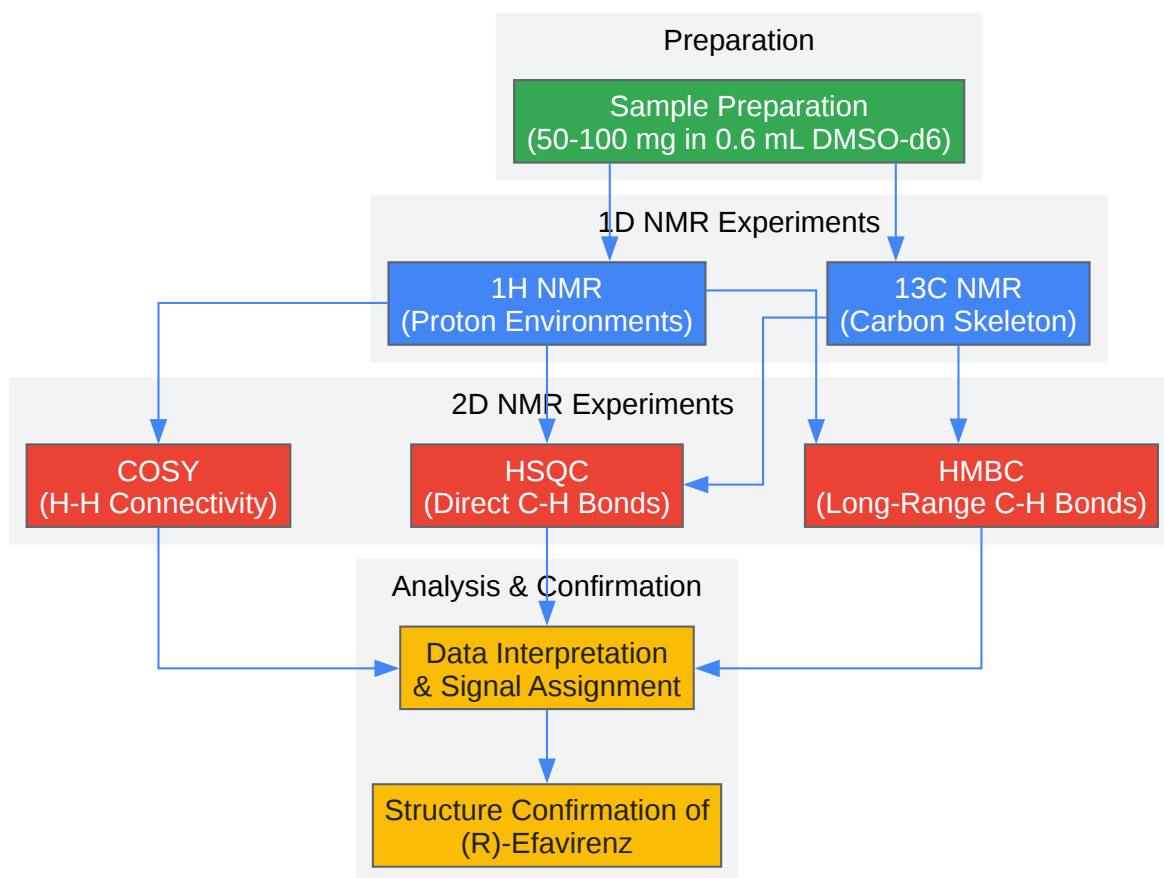 Preparation
Sample Preparation
(50-100 mg in 0.6 mL DMSO-d6)
1D NMR Experiments
1H NMR
(Proton Environments)
13C NMR
(Carbon Skeleton)
2D NMR Experiments
COSY
(H-H Connectivity)
HSQC
(Direct C-H Bonds)
HMBC
(Long-Range C-H Bonds)
Analysis & Confirmation
Data Interpretation
& Signal Assignment
Structure Confirmation of
(R)-Efavirenz